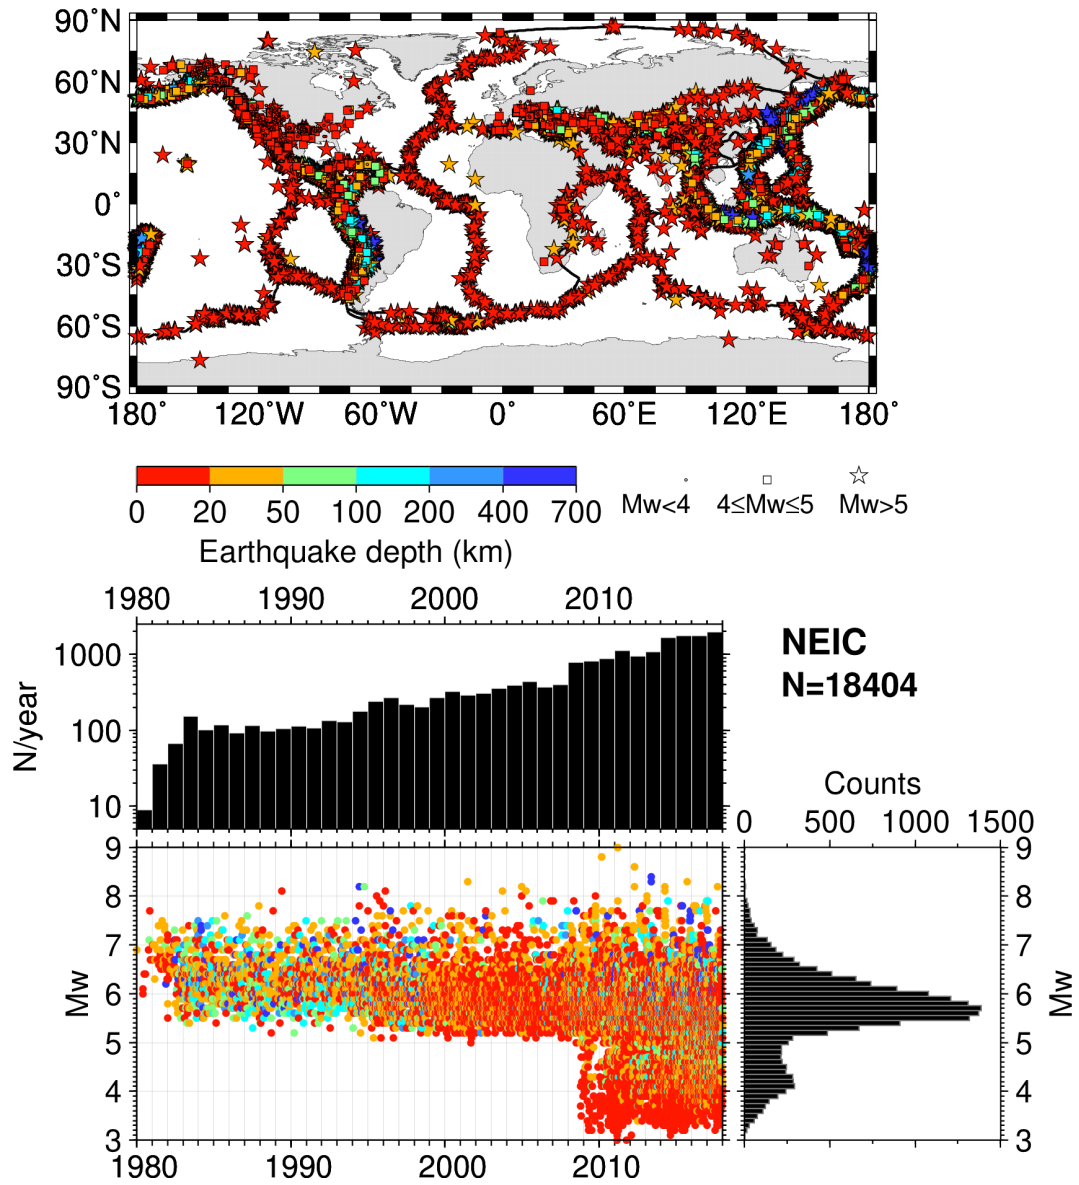 90˚N
60˚N
30˚N
0˚
30˚S
60˚S
90˚S
180˚ 120˚W 60˚W 0˚ 60˚E 120˚E 180˚
0 20 50 100 200 400 700
Earthquake depth (km)
Mw<4 4≤Mw≤5 Mw>5
1980 1990 2000 2010
1000
100
10
N/year
NEIC
N=18404
Counts
0 500 1000 1500
9
8
7
6
5
4
3
Mw
1980 1990 2000 2010
9
8
7
6
5
4
3
Mw